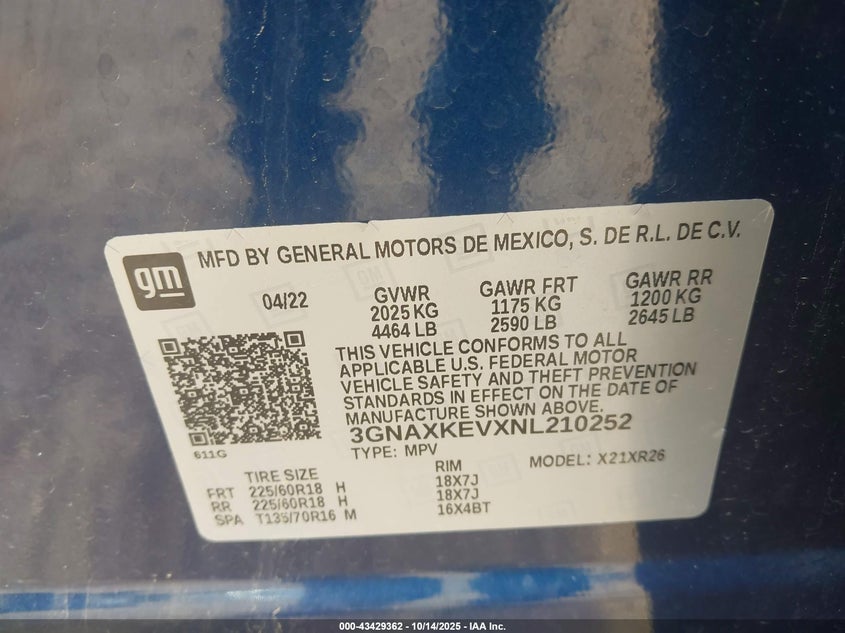 gm
MFD BY GENERAL MOTORS DE MEXICO, S. DE R.L. DE C.V.
04/22
GVWR
2025 KG
4464 LB
GAWR FRT
1175 KG
2590 LB
GAWR RR
1200 KG
2645 LB
THIS VEHICLE CONFORMS TO ALL
APPLICABLE U.S. FEDERAL MOTOR
VEHICLE SAFETY AND THEFT PREVENTION
STANDARDS IN EFFECT ON THE DATE OF
MANUFACTURE SHOWN ABOVE.
3GNAXKEVXNL210252
611G
TYPE: MPV
MODEL: X21XR26
TIRE SIZE
RIM
FRT 225/60R18 H 18X7J
RR 225/60R18 H 18X7J
SPA T135/70R16 M 16X4BT
000-43429362 - 10/14/2025 - IAA Inc.